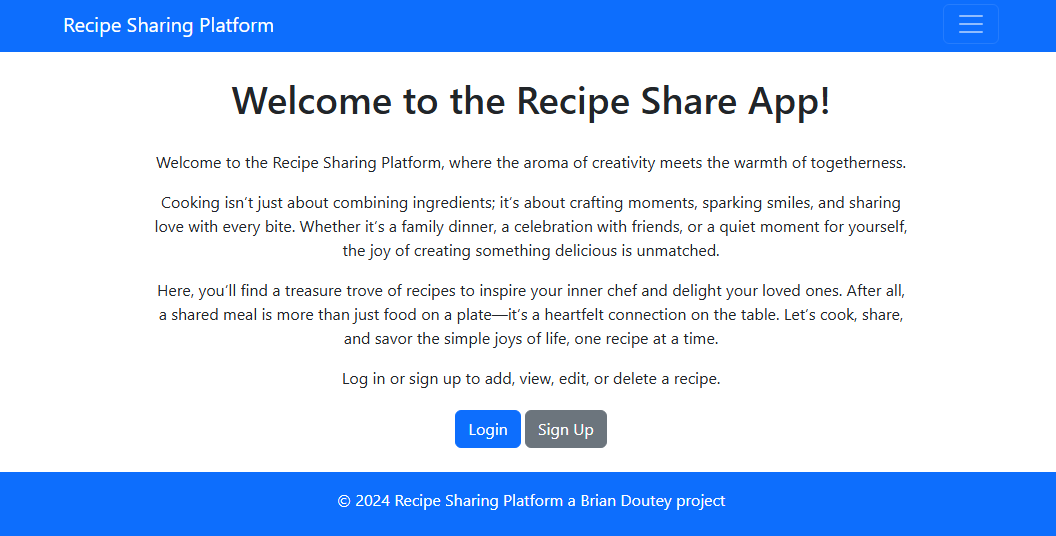 Recipe Sharing Platform
Welcome to the Recipe Share App!
Welcome to the Recipe Sharing Platform, where the aroma of creativity meets the warmth of togetherness.
Cooking isn’t just about combining ingredients; it’s about crafting moments, sparking smiles, and sharing
love with every bite. Whether it’s a family dinner, a celebration with friends, or a quiet moment for yourself,
the joy of creating something delicious is unmatched.
Here, you’ll find a treasure trove of recipes to inspire your inner chef and delight your loved ones. After all,
a shared meal is more than just food on a plate—it’s a heartfelt connection on the table. Let’s cook, share,
and savor the simple joys of life, one recipe at a time.
Log in or sign up to add, view, edit, or delete a recipe.
Login Sign Up
© 2024 Recipe Sharing Platform a Brian Doutey project